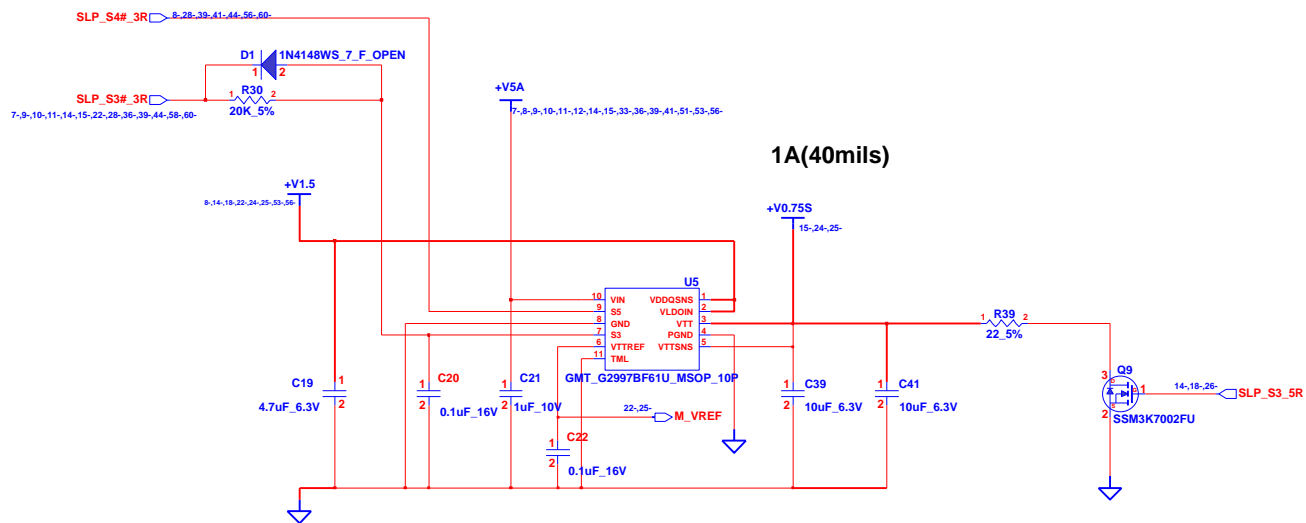 SLP_S4#_3R 8-,28-,39-,41-,44-,56-,60-
D1 1N4148WS_7_F_OPEN
1 2
SLP_S3#_3R 1 R30 2
20K_5%
7-,9-,10-,11-,14-,15-,22-,28-,36-,39-,44-,58-,60-
+V5A
7-,8-,9-,10-,11-,12-,14-,15-,33-,36-,39-,41-,51-,53-,56-
1A(40mils)
+V1.5
8-,14-,18-,22-,24-,25-,53-,56-
+V0.75S
15-,24-,25-
U5
10 VIN VDDQSNS 1
9 S5 VLDOIN 2
8 GND VTT 3
7 S3 PGND 4
6 VTTREF VTTSNS 5
11 TML
GMT_G2997BF61U_MSOP_10P
1 R39 2
22_5%
C19 1
2
4.7uF_6.3V
1 C20
2
0.1uF_16V
1 C21
2
1uF_10V
22-,25- M_VREF
1 C22
2
0.1uF_16V
1 C39
2
10uF_6.3V
1 C41
2
10uF_6.3V
Q9
3
1
2
SSM3K7002FU
14-,18-,26- SLP_S3_5R